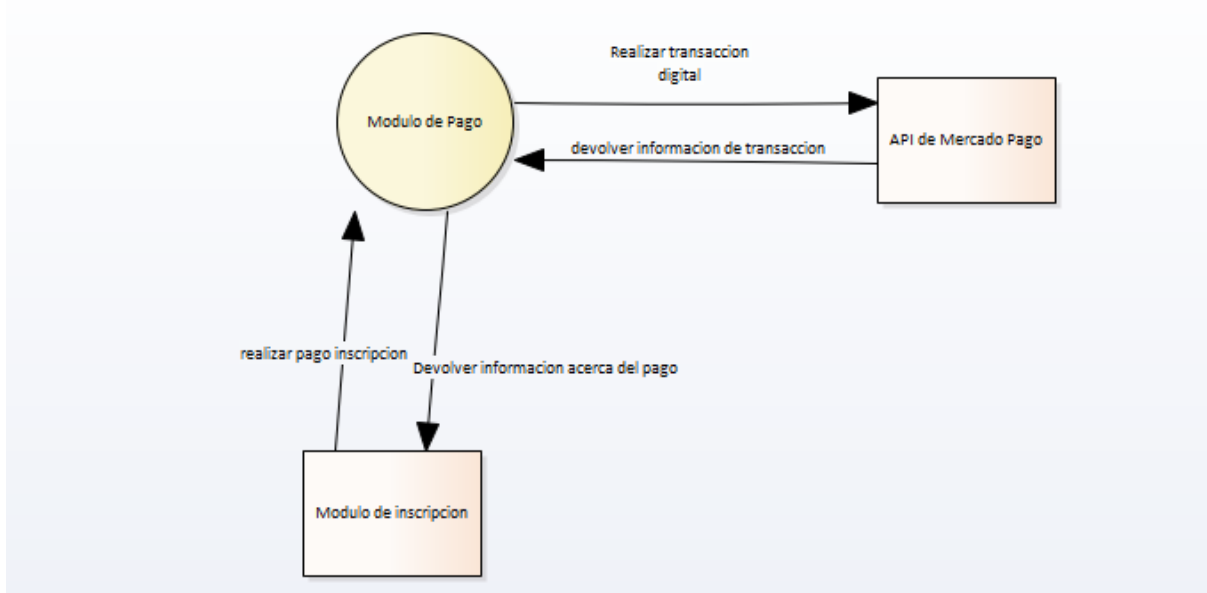 Realizar transaccion
digital
Modulo de Pago
API de Mercado Pago
devolver informacion de transaccion
realizar pago inscripcion
Devolver informacion acerca del pago
Modulo de inscripcion